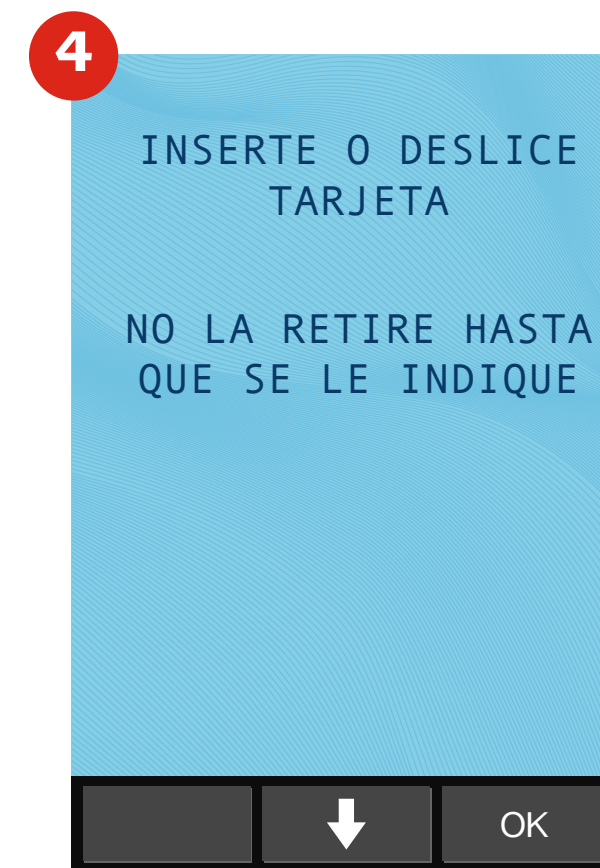 4
INSERTE O DESLICE
TARJETA
NO LA RETIRE HASTA
QUE SE LE INDIQUE
OK